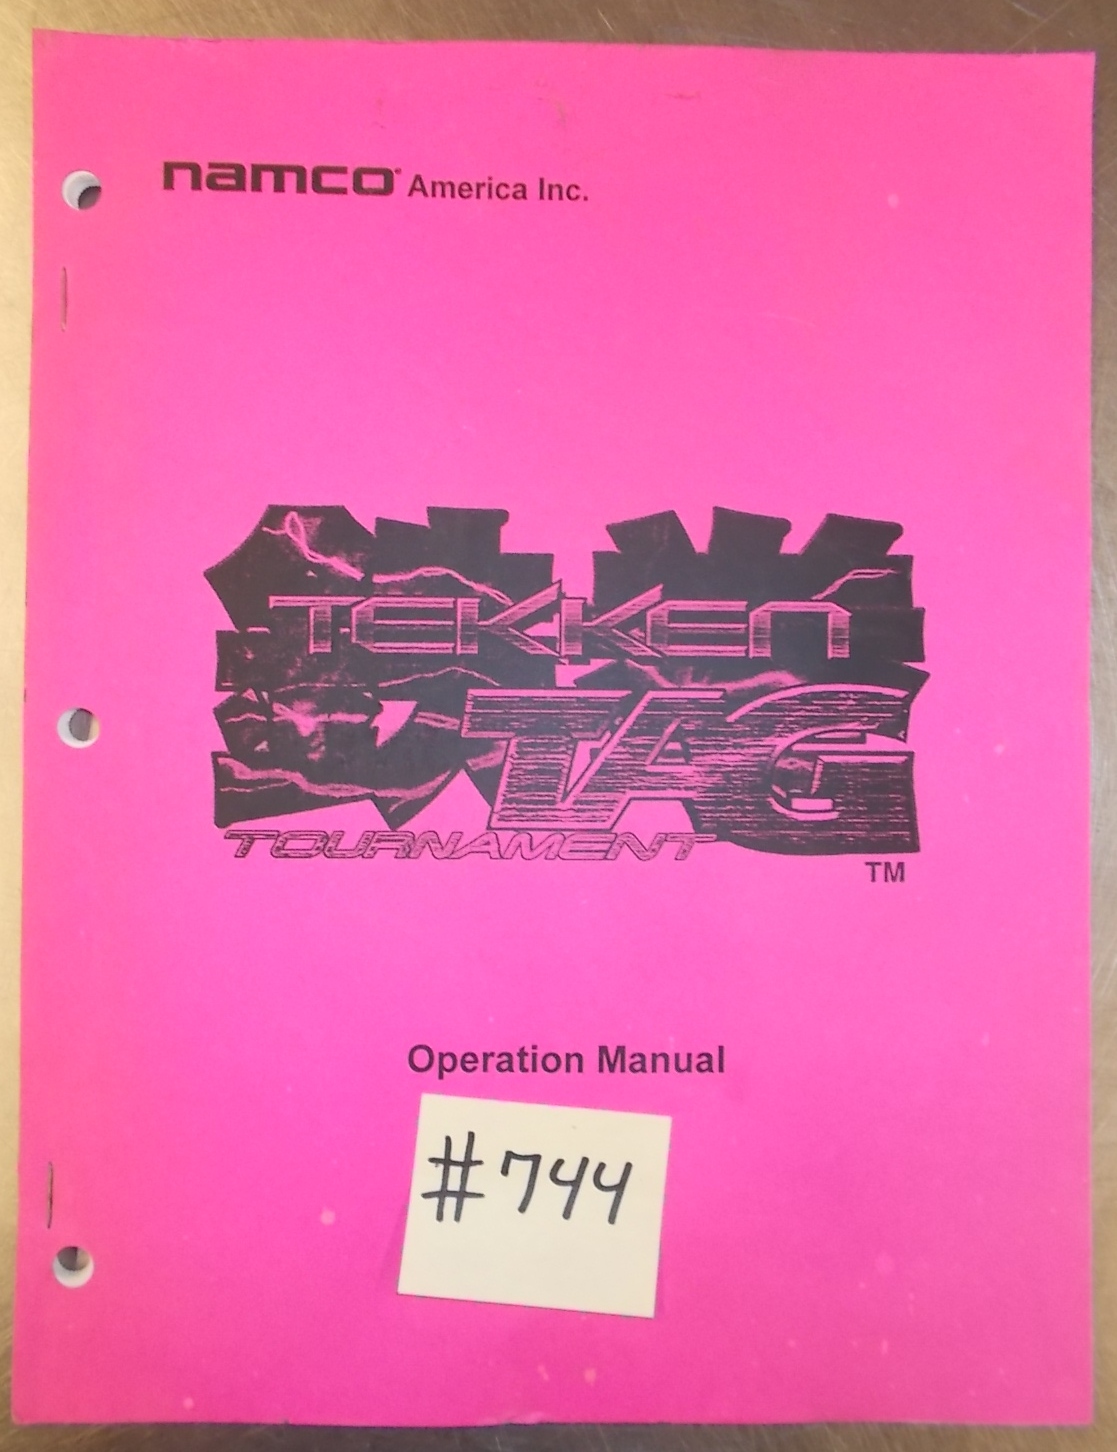 namco® America Inc.
TEKKEN
TAG
TOURNAMENT
TM
Operation Manual
#744